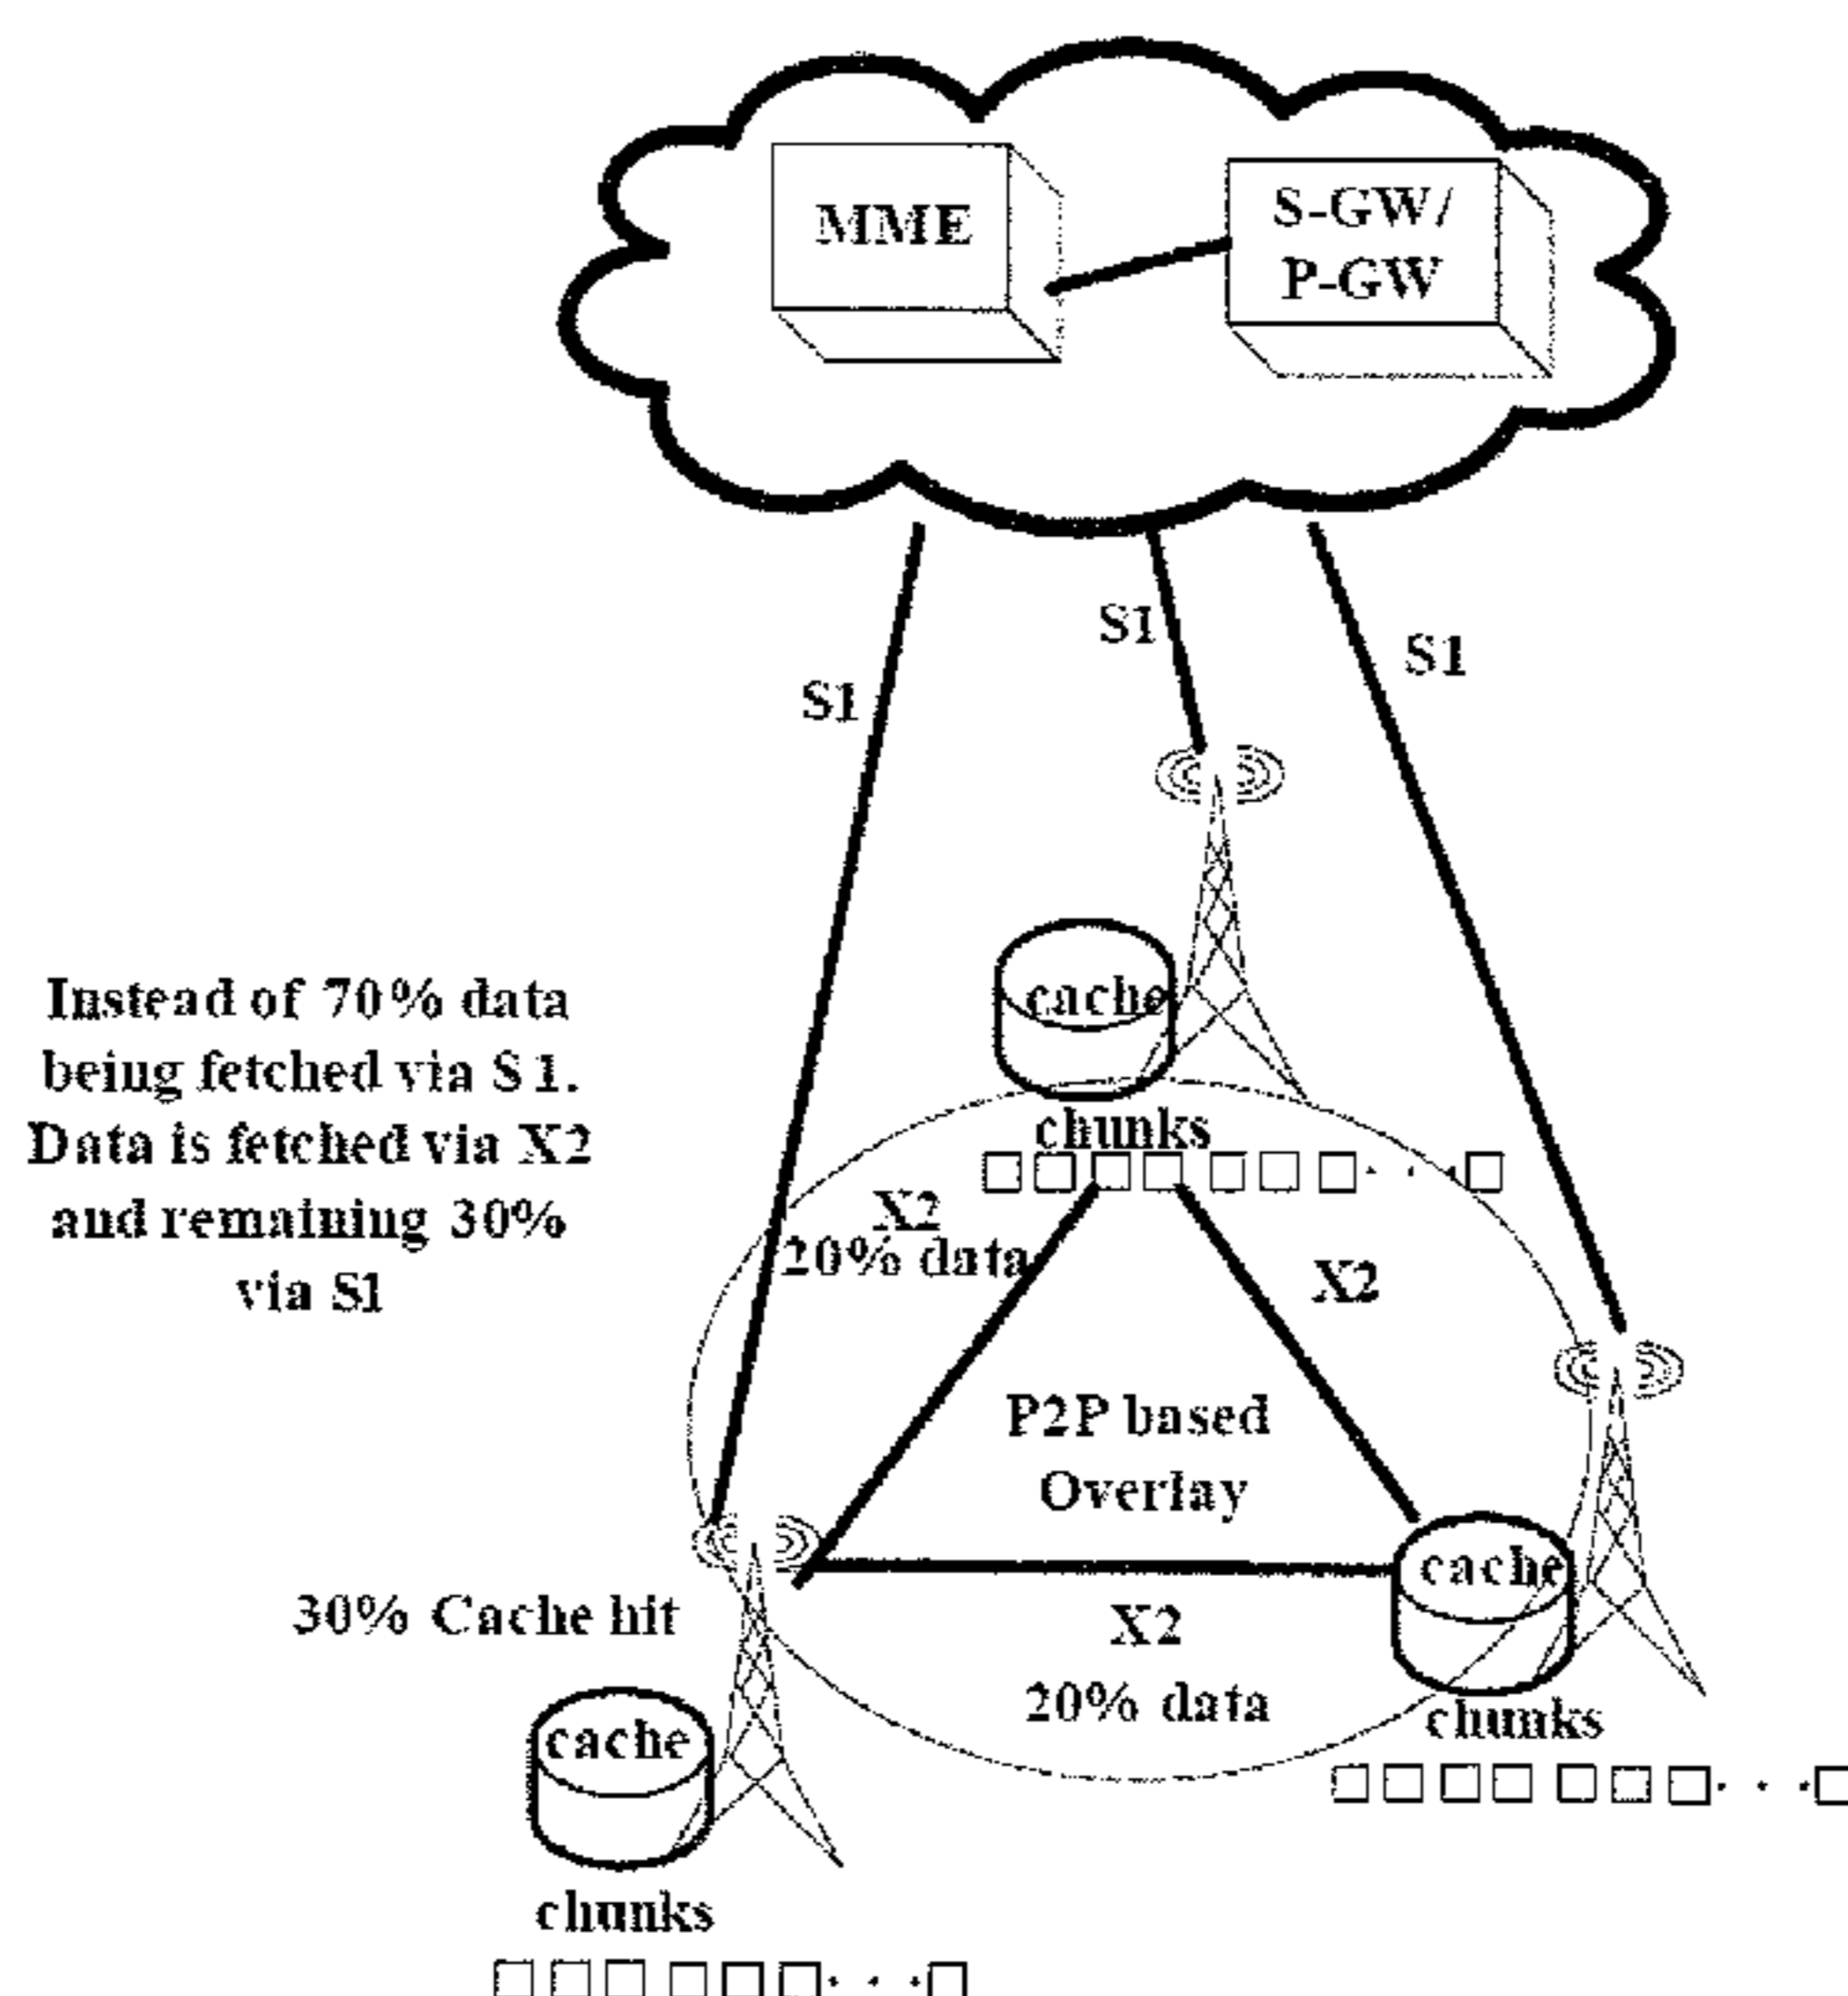 MME
S-GW/
P-GW
S1
S1
S1
cache
chunks
Instead of 70% data
being fetched via S1.
Data is fetched via X2
and remaining 30%
via S1
X2
20% data
X2
P2P based
Overlay
cache
30% Cache hit
X2
20% data
chunks
cache
chunks